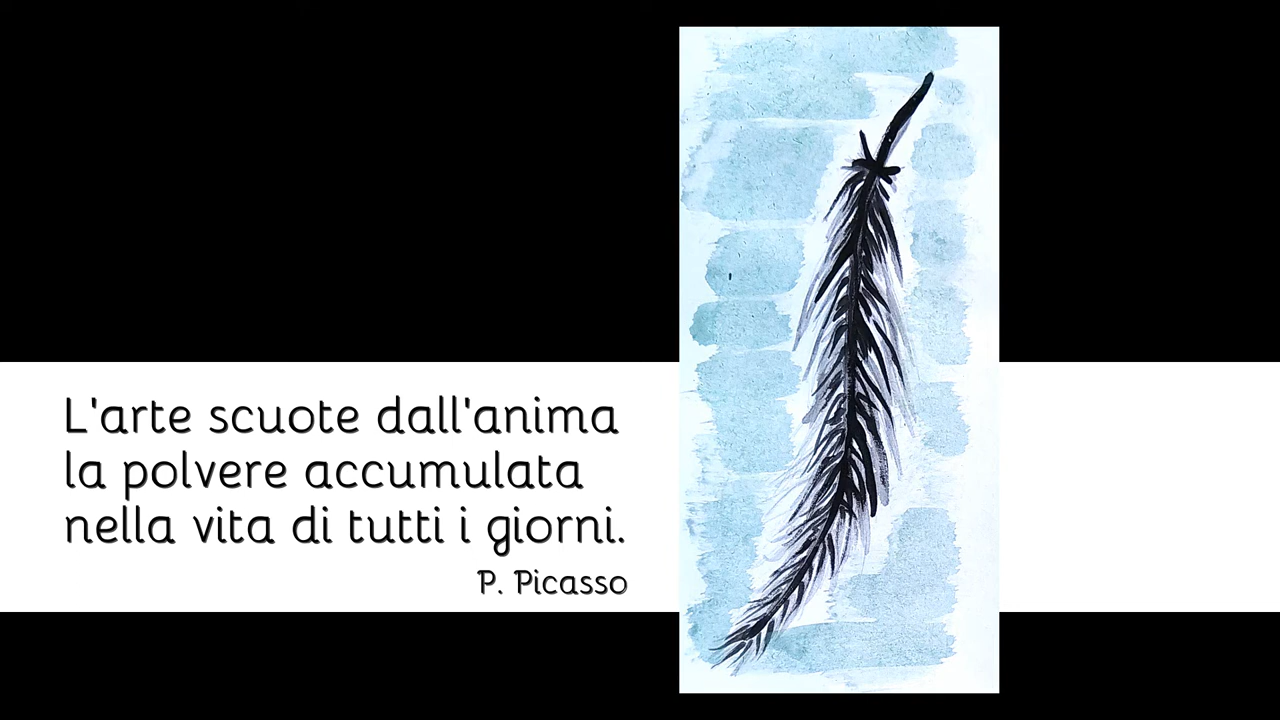 L'arte scuote dall'anima
la polvere accumulata
nella vita di tutti i giorni.
P. Picasso